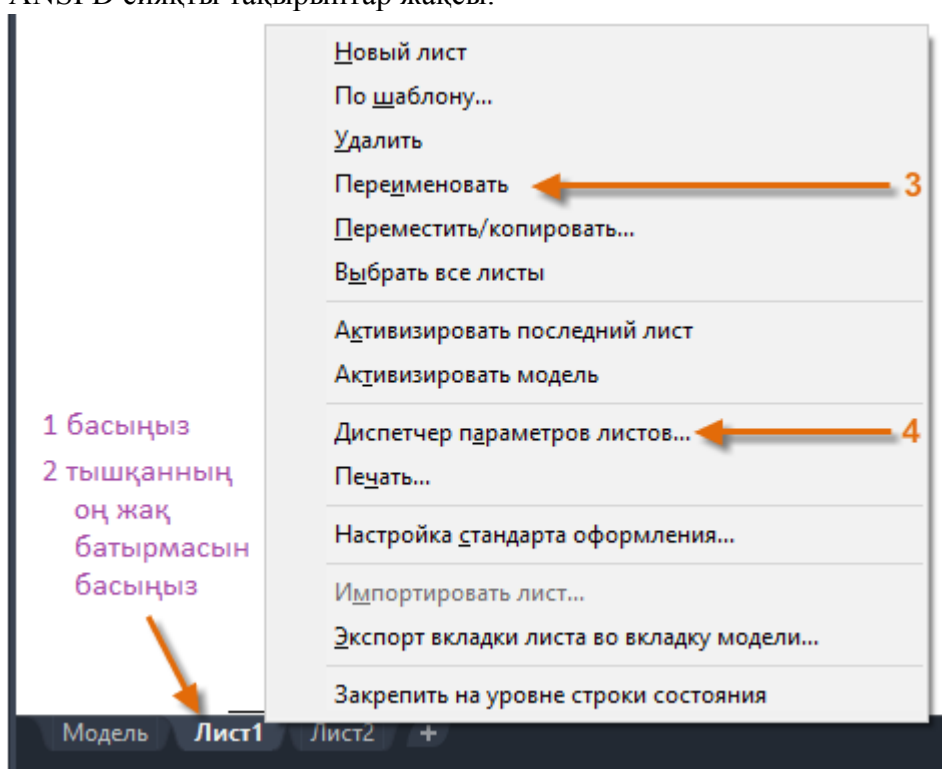 ANSI D сияқты тақырыптар жақсы.
Новый лист
По шаблону...
Удалить
Переименовать
3
Переместить/копировать...
Выбрать все листы
Активизировать последний лист
Активизировать модель
Диспетчер параметров листов...
4
Печать...
Настройка стандарта оформления...
Импортировать лист...
Экспорт вкладки листа во вкладку модели...
Закрепить на уровне строки состояния
1 басыңыз
2 тышқанның
оң жақ
батырмасын
басыңыз
Модель Лист1 Лист2 +